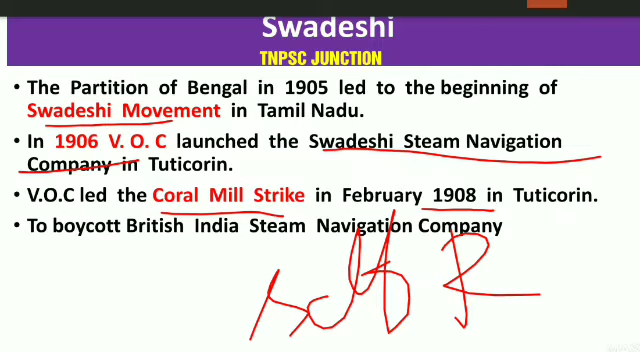 Swadeshi
TNPSC JUNCTION
• The Partition of Bengal in 1905 led to the beginning of
Swadeshi Movement in Tamil Nadu.
• In 1906 V. O. C launched the Swadeshi Steam Navigation
Company in Tuticorin.
• V.O.C led the Coral Mill Strike in February 1908 in Tuticorin.
• To boycott British India Steam Navigation Company